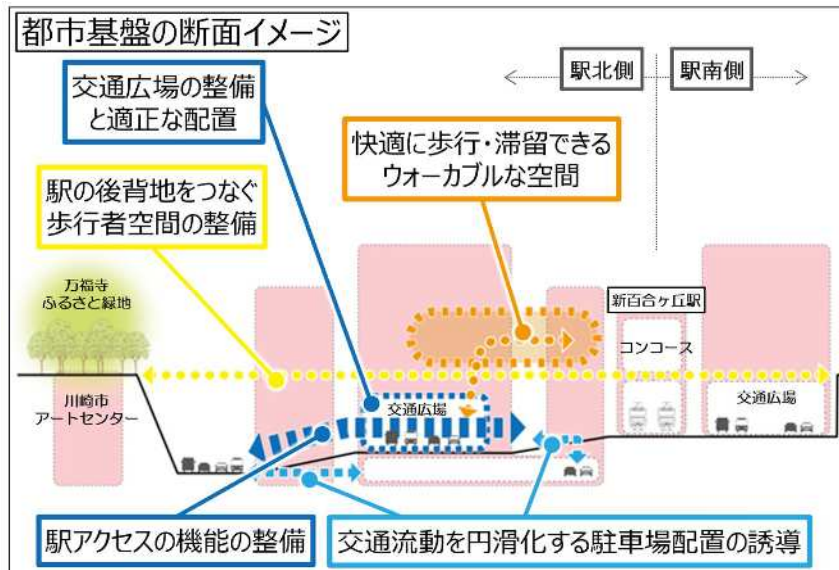 都市基盤の断面イメージ
駅北側
駅南側
交通広場の整備
と適正な配置
快適に歩行・滞留できる
ウォーカブルな空間
駅の後背地をつなぐ
歩行者空間の整備
万福寺
ふるさと緑地
新百合ヶ丘駅
コンコース
川崎市
アートセンター
交通広場
交通広場
駅アクセスの機能の整備
交通流動を円滑化する駐車場配置の誘導